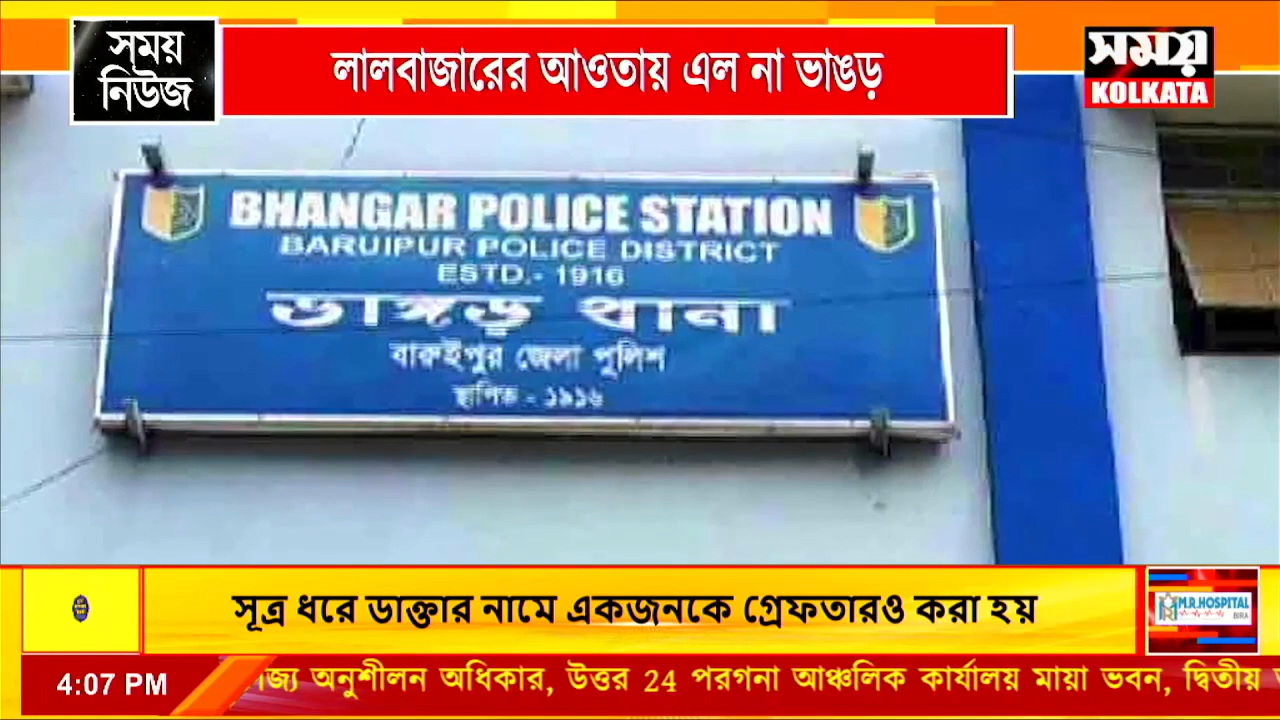 সময় নিউজ
লালবাজারের আওতায় এল না ভাঙড়
সময় KOLKATA
BHANGAR POLICE STATION
BARUIPUR POLICE DISTRICT
ESTD.- 1916
ভাঙ্গড় থানা
বারুইপুর জেলা পুলিশ
স্থাপিত - ১৯১৬
সূত্র ধরে ডাক্তার নামে একজনকে গ্রেফতারও করা হয়
M.R.HOSPITAL
BIRA
4:07 PM
অনুশীলন অধিকার, উত্তর 24 পরগনা আঞ্চলিক কার্যালয় মায়া ভবন, দ্বিতীয়